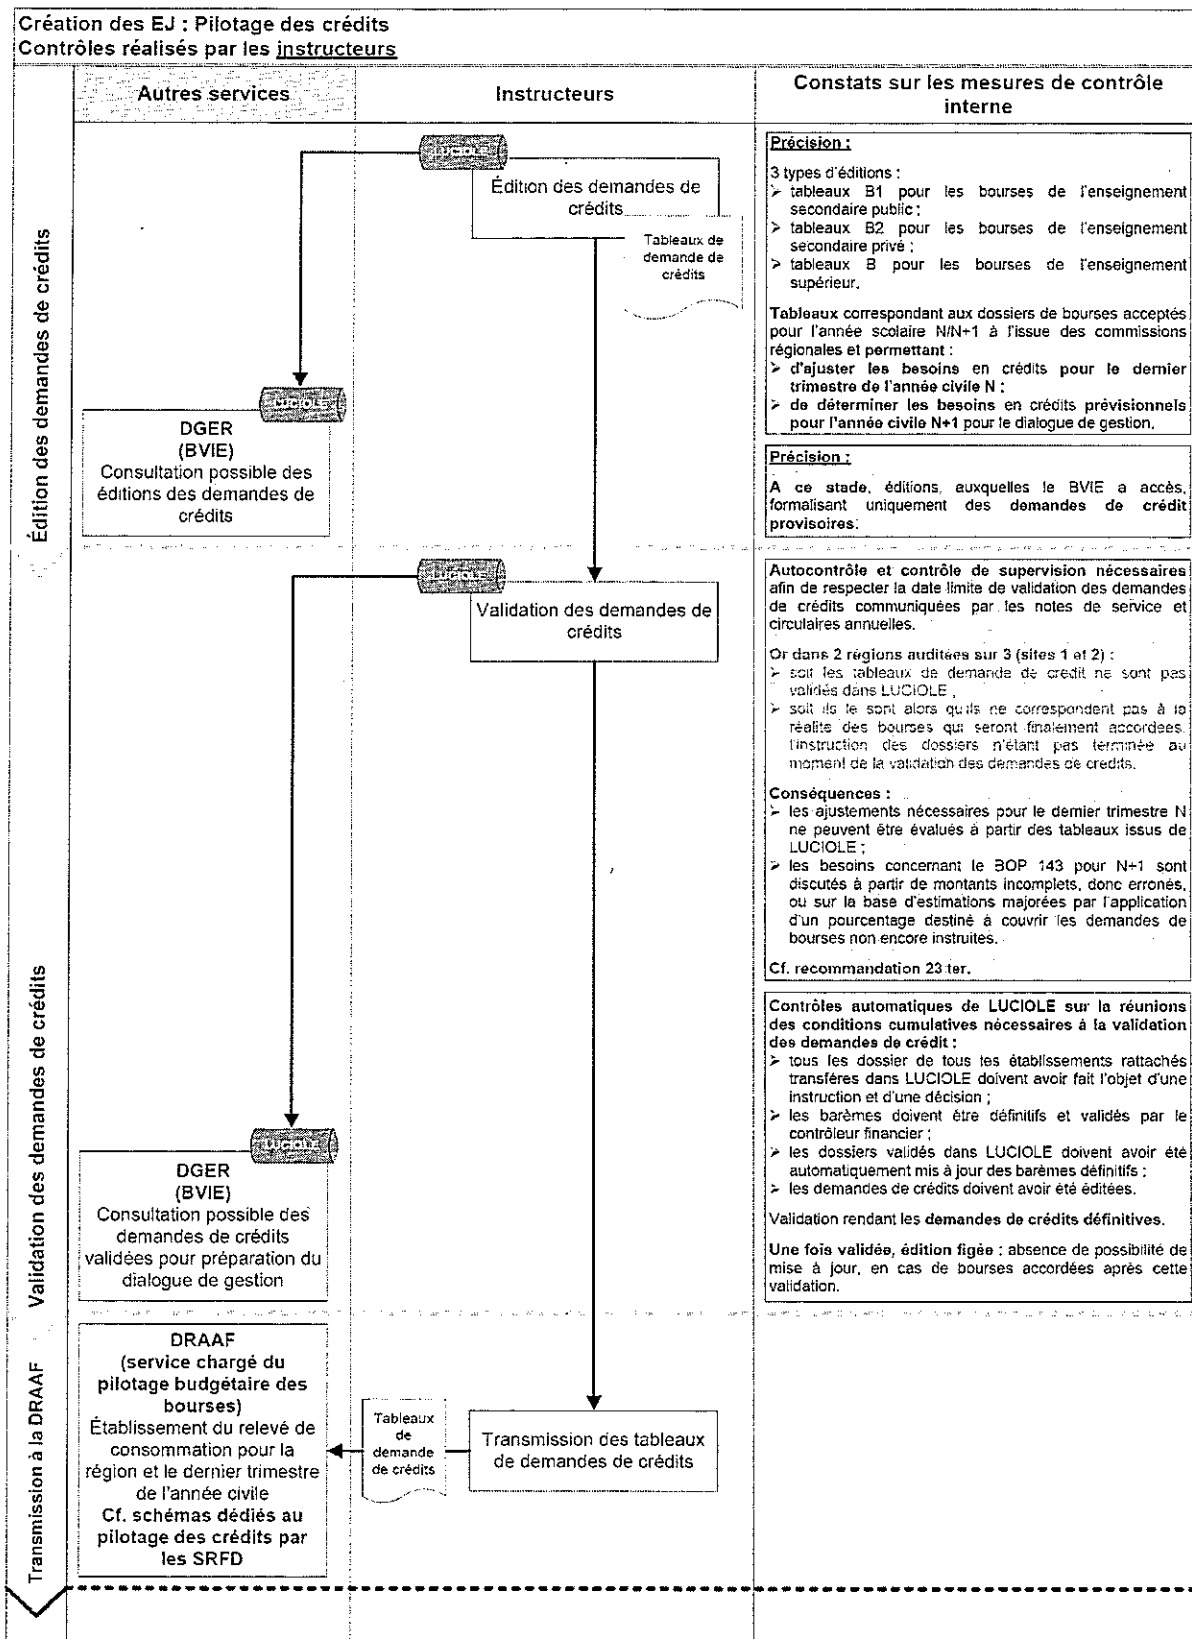 Création des EJ : Pilotage des crédits
Contrôles réalisés par les instructeurs
Autres services
Instructeurs
Constats sur les mesures de contrôle
interne
Édition des demandes de crédits
LUCIOLE
Édition des demandes de
crédits
Tableaux de
demande de
crédits
LUCIOLE
DGER
(BVIE)
Consultation possible des
éditions des demandes de
crédits
Précision :
3 types d'éditions :
➢ tableaux B1 pour les bourses de l'enseignement
secondaire public ;
➢ tableaux B2 pour les bourses de l'enseignement
secondaire privé ;
➢ tableaux B pour les bourses de l'enseignement
supérieur.
Tableaux correspondant aux dossiers de bourses acceptés
pour l'année scolaire N/N+1 à l'issue des commissions
régionales et permettant :
➢ d'ajuster les besoins en crédits pour le dernier
trimestre de l'année civile N ;
➢ de déterminer les besoins en crédits prévisionnels
pour l'année civile N+1 pour le dialogue de gestion.
Précision :
A ce stade, éditions, auxquelles le BVIE a accès,
formalisant uniquement des demandes de crédit
provisoires.
Validation des demandes de crédits
LUCIOLE
Validation des demandes de
crédits
LUCIOLE
DGER
(BVIE)
Consultation possible des
demandes de crédits
validées pour préparation du
dialogue de gestion
Autocontrôle et contrôle de supervision nécessaires
afin de respecter la date limite de validation des demandes
de crédits communiquées par les notes de service et
circulaires annuelles.
Or dans 2 régions auditées sur 3 (sites 1 et 2) :
➢ soit les tableaux de demande de crédit ne sont pas
validés dans LUCIOLE ;
➢ soit ils le sont alors qu'ils ne correspondent pas à la
réalité des bourses qui seront finalement accordées,
l'instruction des dossiers n'étant pas terminée au
moment de la validation des demandes de crédits.
Conséquences :
➢ les ajustements nécessaires pour le dernier trimestre N
ne peuvent être évalués à partir des tableaux issus de
LUCIOLE ;
➢ les besoins concernant le BOP 143 pour N+1 sont
discutés à partir de montants incomplets, donc erronés,
ou sur la base d'estimations majorées par l'application
d'un pourcentage destiné à couvrir les demandes de
bourses non encore instruites.
Cf. recommandation 23 ter.
Contrôles automatiques de LUCIOLE sur la réunions
des conditions cumulatives nécessaires à la validation
des demandes de crédit :
➢ tous les dossier de tous les établissements rattachés
transférés dans LUCIOLE doivent avoir fait l'objet d'une
instruction et d'une décision ;
➢ les barèmes doivent être définitifs et validés par le
contrôleur financier ;
➢ les dossiers validés dans LUCIOLE doivent avoir été
automatiquement mis à jour des barèmes définitifs ;
➢ les demandes de crédits doivent avoir été éditées.
Validation rendant les demandes de crédits définitives.
Une fois validée, édition figée : absence de possibilité de
mise à jour, en cas de bourses accordées après cette
validation.
Transmission à la DRAAF
DRAAF
(service chargé du
pilotage budgétaire des
bourses)
Établissement du relevé de
consommation pour la
région et le dernier trimestre
de l'année civile
Cf. schémas dédiés au
pilotage des crédits par
les SRFD
Tableaux
de
demande
de crédits
Transmission des tableaux
de demandes de crédits